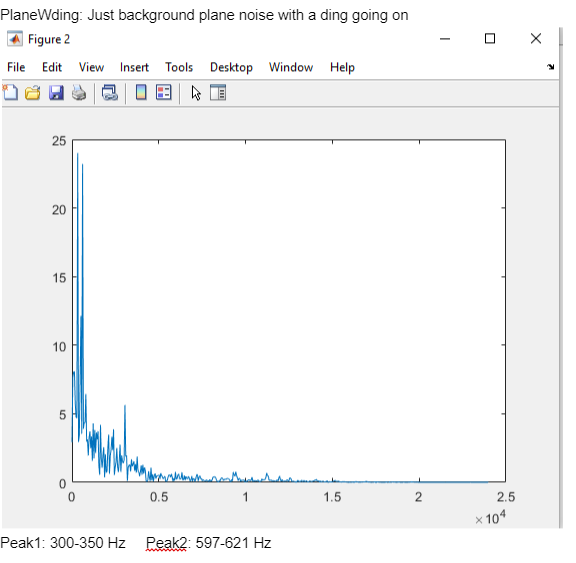 PlaneWding: Just background plane noise with a ding going on
Figure 2
File Edit View Insert Tools Desktop Window Help
25
20
15
10
5
0
0 0.5 1 1.5 2 2.5
×10⁴
Peak1: 300-350 Hz Peak2: 597-621 Hz